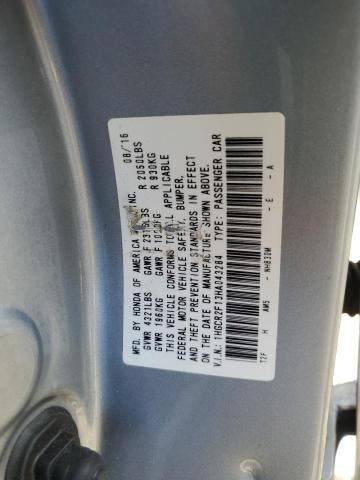 MFD. BY HONDA OF AMERICA INC. 08/16
GVWR 4321LBS GAWR F 2315LBS R 2050LBS
GVWR 1960KG GAWR F 1050KG R 930KG
THIS VEHICLE CONFORMS TO ALL APPLICABLE
FEDERAL MOTOR VEHICLE SAFETY, BUMPER,
AND THEFT PREVENTION STANDARDS IN EFFECT
ON THE DATE OF MANUFACTURE SHOWN ABOVE.
V.I.N.: 1HGCR2F13HA043284 TYPE: PASSENGER CAR
T2F H AM5 - NH830M - E - A